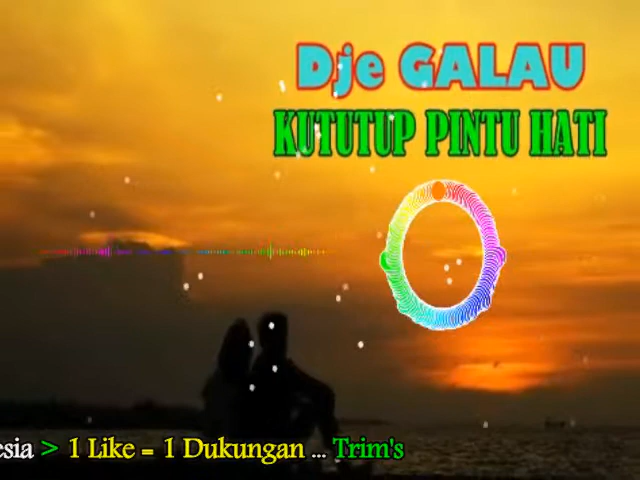 Dje GALAU
KUTUTUP PINTU HATI
esia > 1 Like = 1 Dukungan ... Trim's